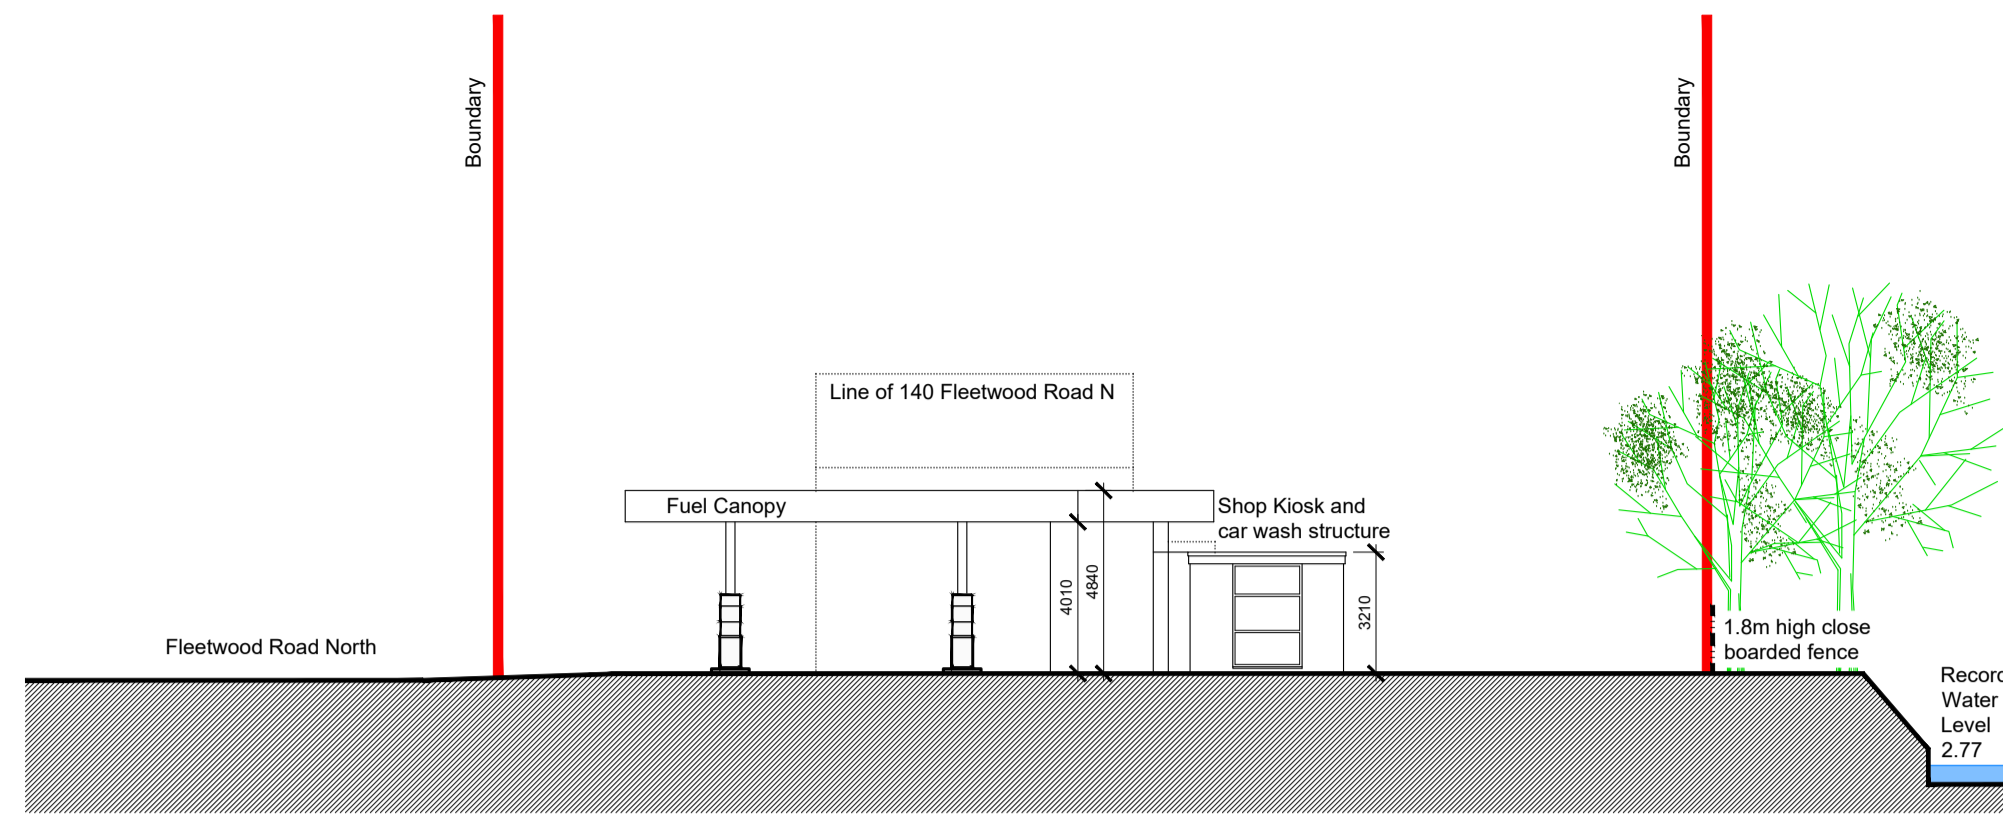 Boundary
Boundary
Line of 140 Fleetwood Road N
Fuel Canopy
Shop Kiosk and
car wash structure
4010
4840
3210
Fleetwood Road North
1.8m high close
boarded fence
Water
Level
2.77